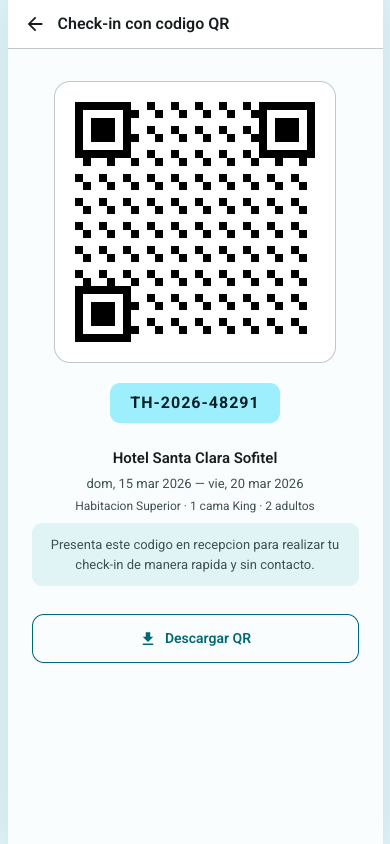 Check-in con codigo QR
TH-2026-48291
Hotel Santa Clara Sofitel
dom, 15 mar 2026 — vie, 20 mar 2026
Habitacion Superior · 1 cama King · 2 adultos
Presenta este codigo en recepcion para realizar tu
check-in de manera rapida y sin contacto.
Descargar QR